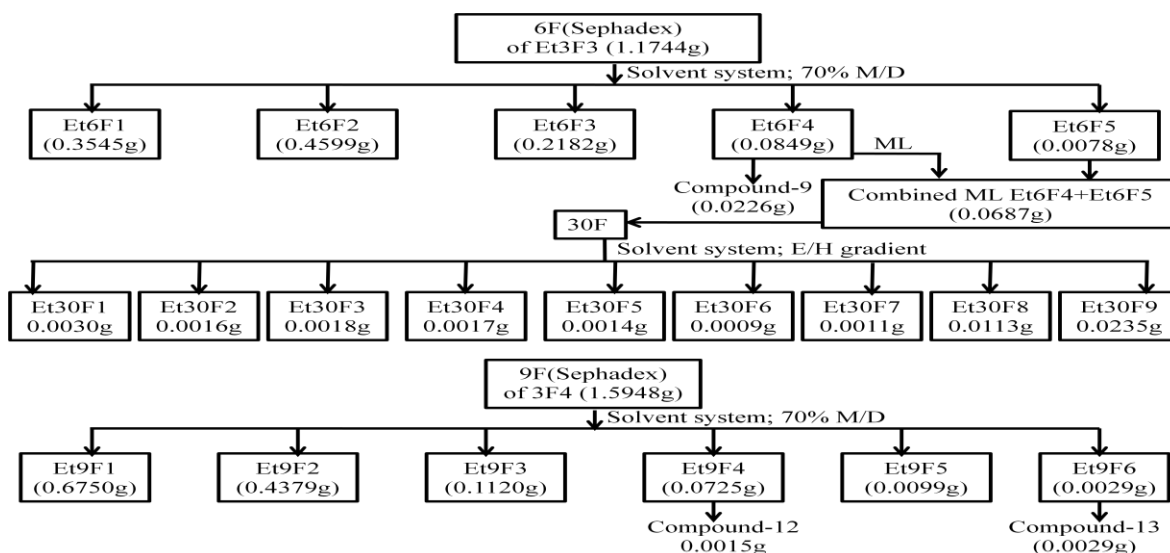 6F(Sephadex)
of Et3F3 (1.1744g)
Solvent system; 70% M/D
Et6F1
(0.3545g)
Et6F2
(0.4599g)
Et6F3
(0.2182g)
Et6F4
(0.0849g)
Et6F5
(0.0078g)
ML
Compound-9
(0.0226g)
Combined ML Et6F4+Et6F5
(0.0687g)
30F
Solvent system; E/H gradient
Et30F1
0.0030g
Et30F2
0.0016g
Et30F3
0.0018g
Et30F4
0.0017g
Et30F5
0.0014g
Et30F6
0.0009g
Et30F7
0.0011g
Et30F8
0.0113g
Et30F9
0.0235g
9F(Sephadex)
of 3F4 (1.5948g)
Solvent system; 70% M/D
Et9F1
(0.6750g)
Et9F2
(0.4379g)
Et9F3
(0.1120g)
Et9F4
(0.0725g)
Et9F5
(0.0099g)
Et9F6
(0.0029g)
Compound-12
0.0015g
Compound-13
(0.0029g)